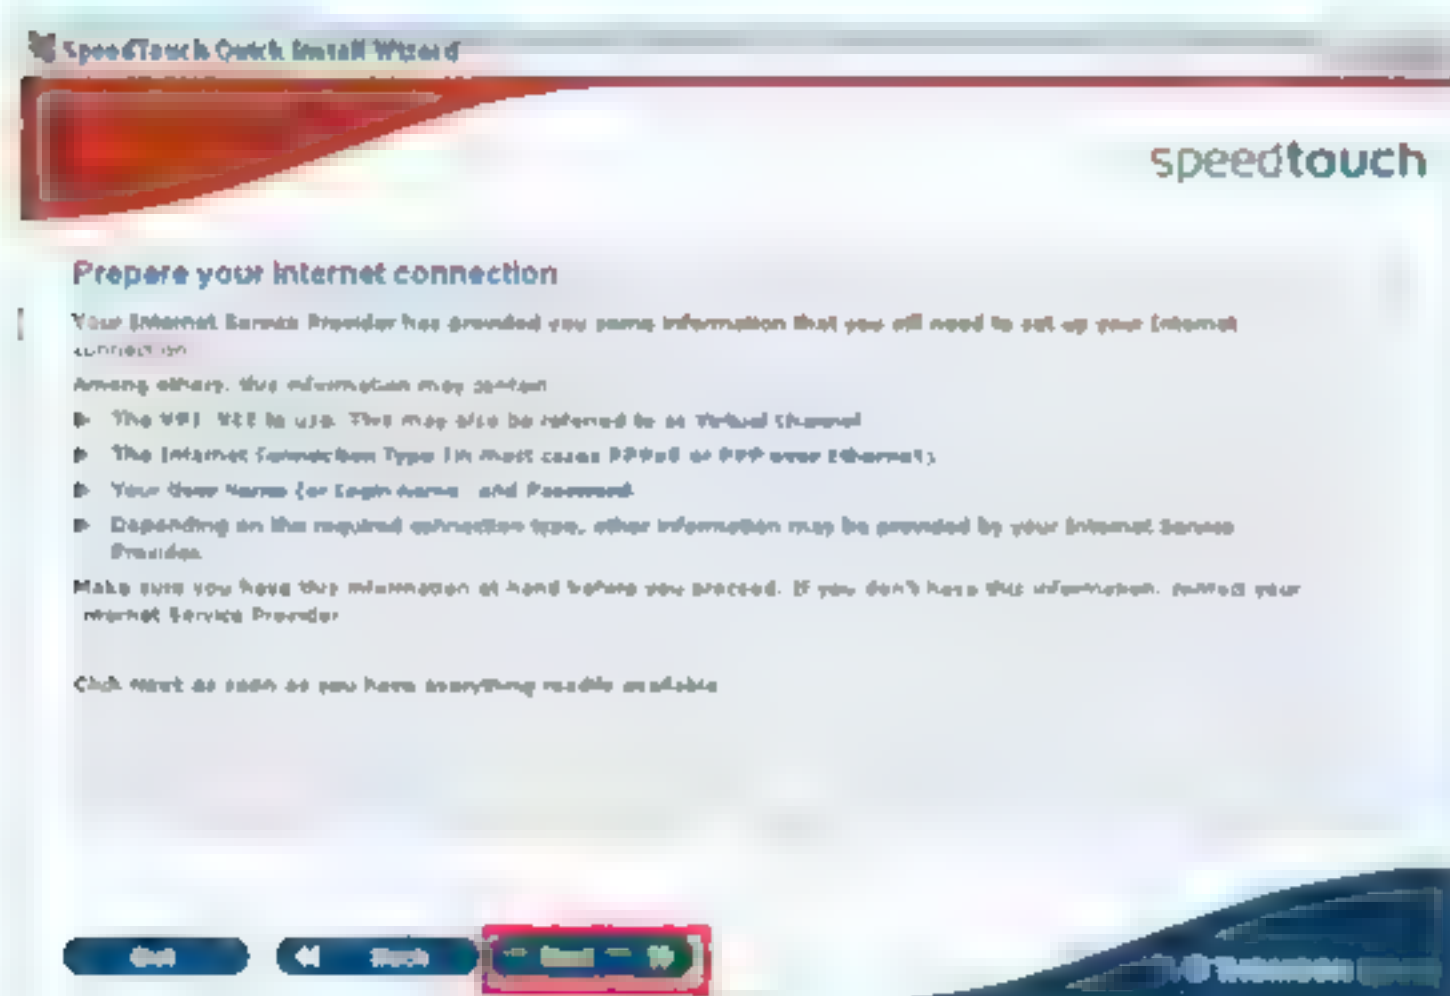 SpeedTouch Quick Install Wizard
speedtouch
Prepare your Internet connection
Your Internet Service Provider has provided you some information that you will need to set up your Internet
connection
Among others, this information may contain
The VPI VCI to use. This may also be referred to as Virtual Channel
The Internet Connection Type (in most cases PPPoE or PPP over Ethernet)
Your User Name (or Login name and Password
Depending on the required connection type, other information may be provided by your Internet Service
Provider.
Make sure you have this information at hand before you proceed. If you don't have this information, contact your
Internet Service Provider
Click Next as soon as you have everything readily available
Back
Next